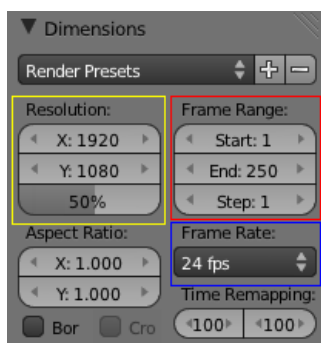 Dimensions
Render Presets
Resolution:
X: 1920
Y: 1080
50%
Frame Range:
Start: 1
End: 250
Step: 1
Aspect Ratio:
X: 1.000
Y: 1.000
Bor
Cro
Frame Rate:
24 fps
Time Remapping:
100
100